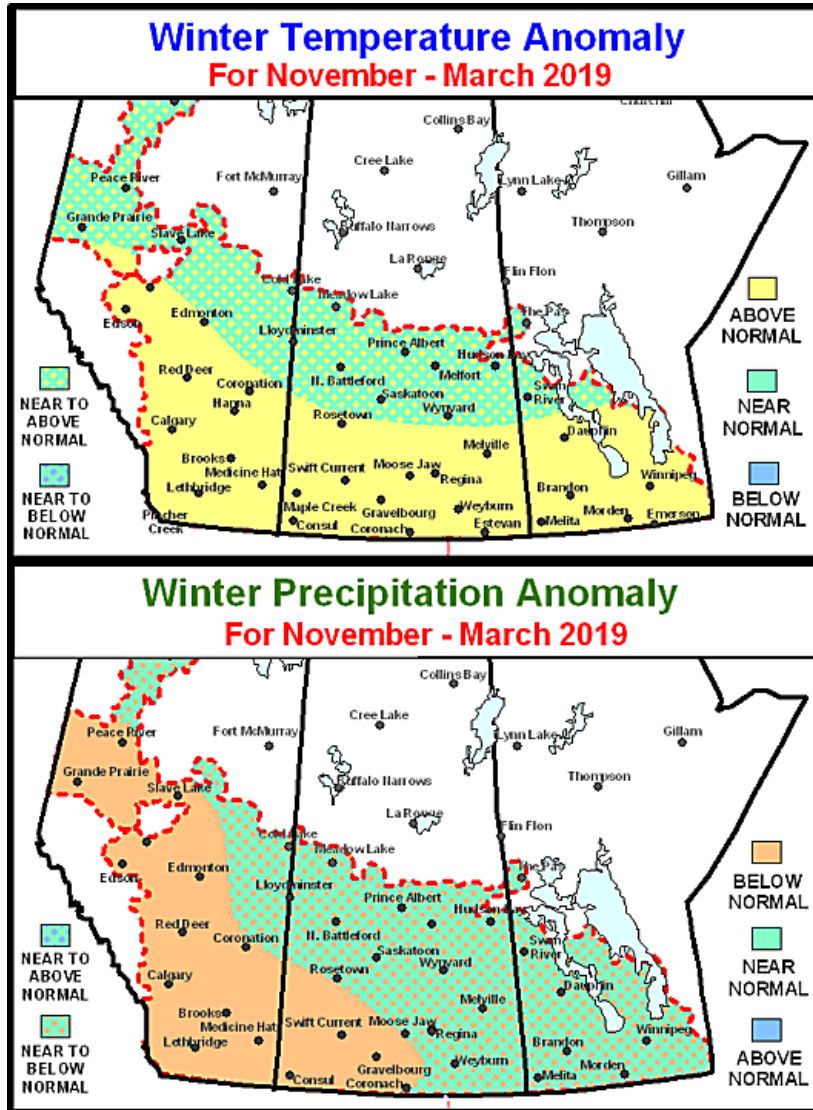 Winter Temperature Anomaly
For November - March 2019
Collins Bay
Cree Lake
Peace River
Fort McMurray
Lynn Lake
Gillam
Grande Prairie
Buffalo Narrows
Thompson
Slave Lake
La Ronge
Flin Flon
Cold Lake
Meadow Lake
The Pas
ABOVE
NORMAL
Edson
Edmonton
Lloydminster
Prince Albert
Hudson Bay
Red Deer
Coronation
N. Battleford
Melfort
Saskatoon
Swan
River
NEAR
NORMAL
NEAR TO
ABOVE
NORMAL
Hanna
Rosetown
Wynyard
Calgary
Dauphin
Brooks
Melville
Medicine Hat
Swift Current
Moose Jaw
Regina
Winnipeg
BELOW
NORMAL
NEAR TO
BELOW
NORMAL
Lethbridge
Maple Creek
Gravelbourg
Weyburn
Brandon
Pincher
Creek
Consul
Coronach
Estevan
Melita
Morden
Emerson
Winter Precipitation Anomaly
For November - March 2019
Collins Bay
Cree Lake
Peace River
Fort McMurray
Lynn Lake
Gillam
Grande Prairie
Buffalo Narrows
Thompson
Slave Lake
La Ronge
Flin Flon
Cold Lake
Meadow Lake
The Pas
BELOW
NORMAL
Edson
Edmonton
Lloydminster
Prince Albert
Hudson Bay
Red Deer
Coronation
N. Battleford
Saskatoon
Swan
River
NEAR
NORMAL
NEAR TO
ABOVE
NORMAL
Rosetown
Wynyard
Calgary
Dauphin
Brooks
Melville
Medicine Hat
Swift Current
Moose Jaw
Regina
Winnipeg
ABOVE
NORMAL
NEAR TO
BELOW
NORMAL
Lethbridge
Gravelbourg
Weyburn
Brandon
Consul
Coronach
Melita
Morden